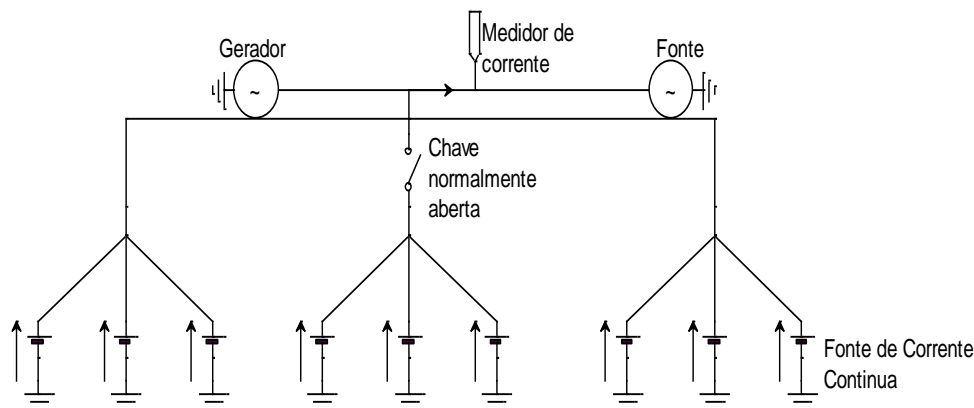 Medidor de
corrente
Gerador
Fonte
~
~
Chave
normalmente
aberta
Fonte de Corrente
Continua